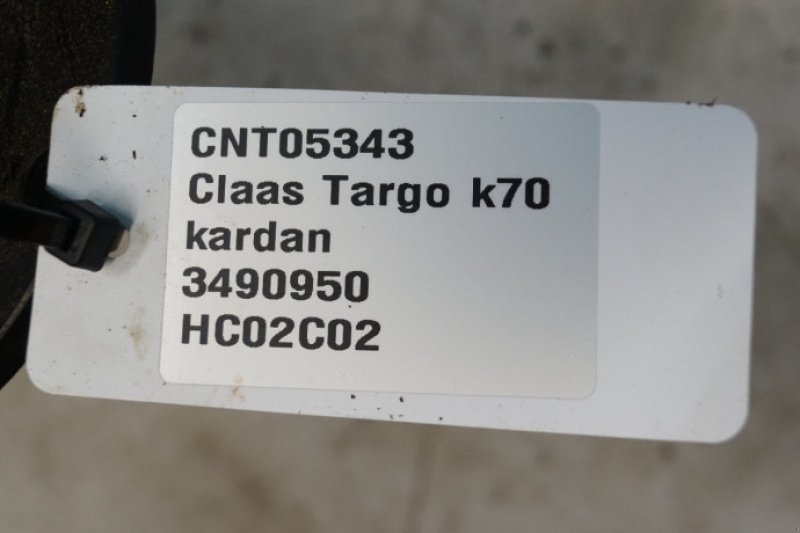 CNT05343
Claas Targo k70
kardan
3490950
HC02C02